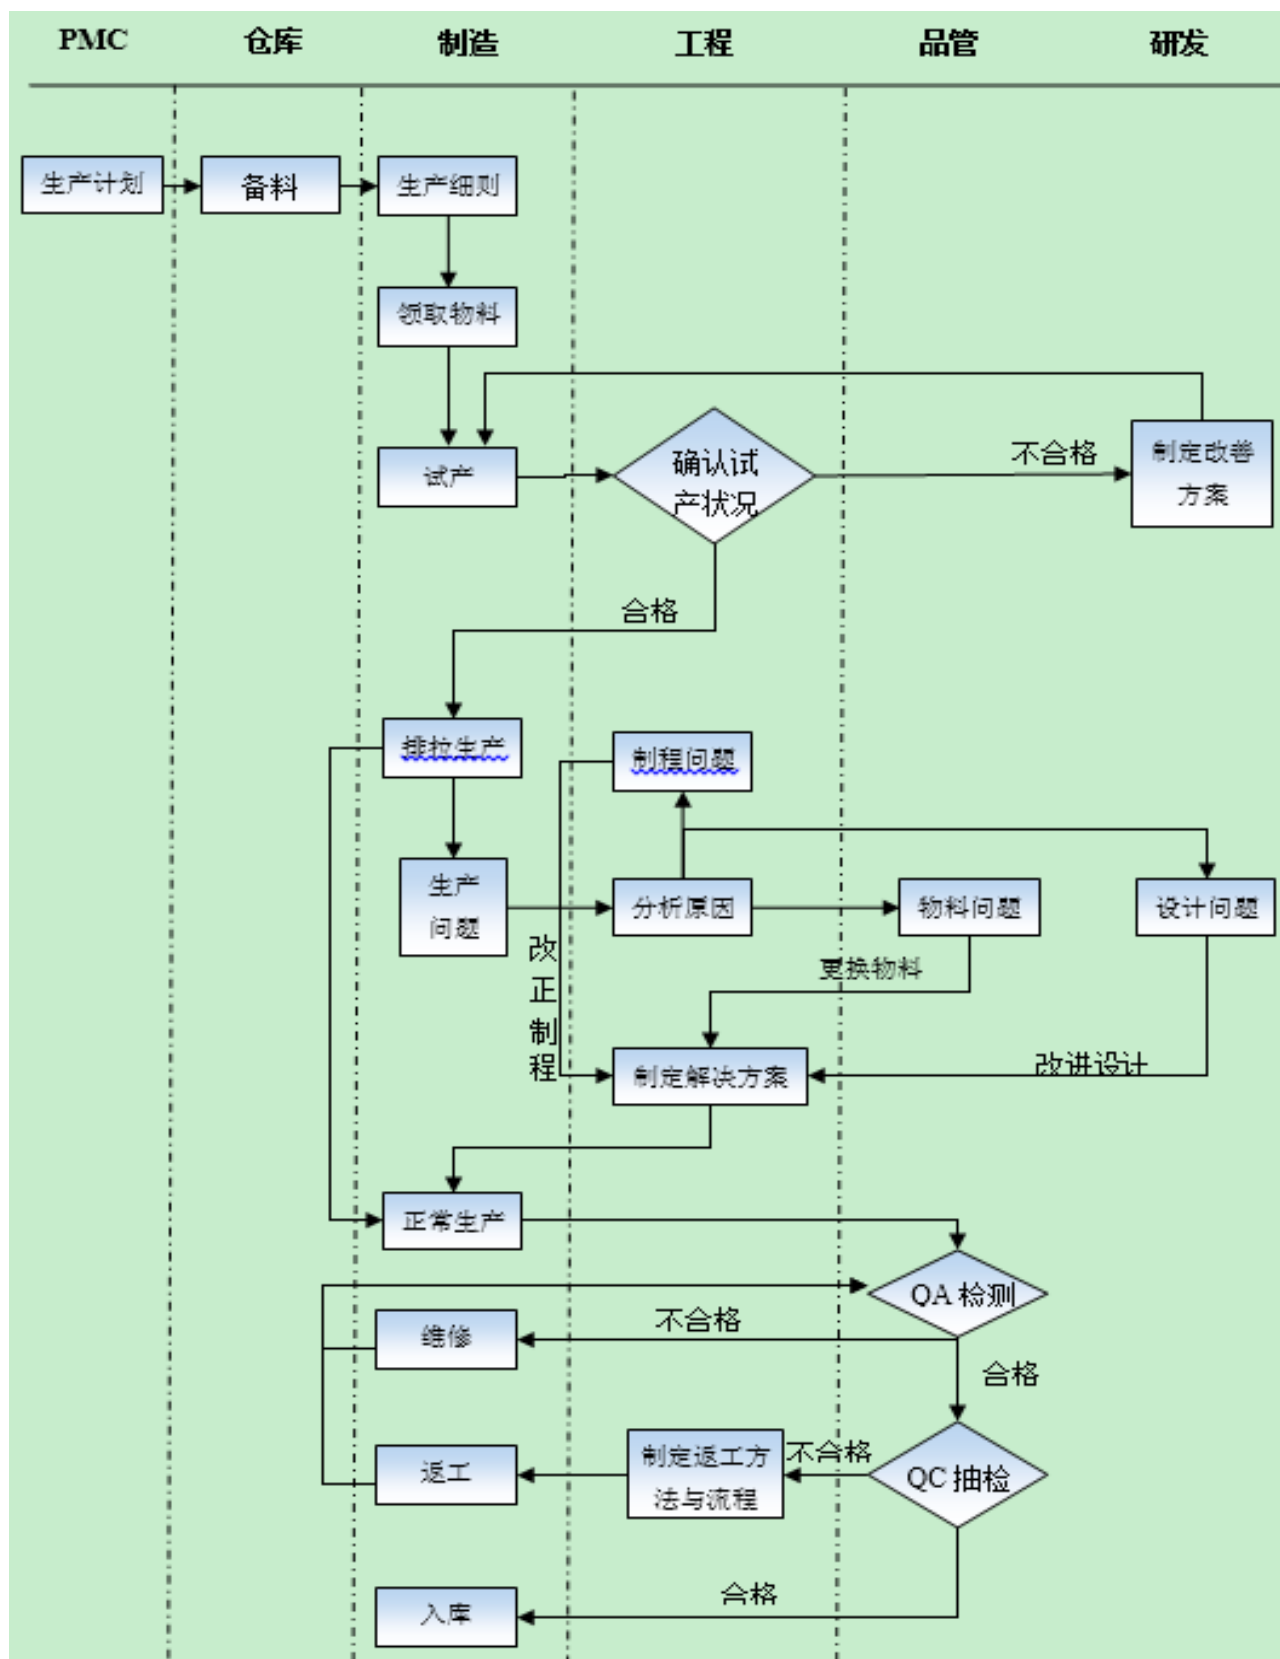 PMC
仓库
制造
工程
品管
研发
生产计划
备料
生产细则
领取物料
试产
确认试
产状况
不合格
制定改善
方案
合格
排拉生产
制程问题
生产
问题
分析原因
物料问题
设计问题
改
正
制
程
更换物料
制定解决方案
改进设计
正常生产
QA 检测
不合格
维修
合格
返工
制定返工方
法与流程
不合格
QC 抽检
合格
入库